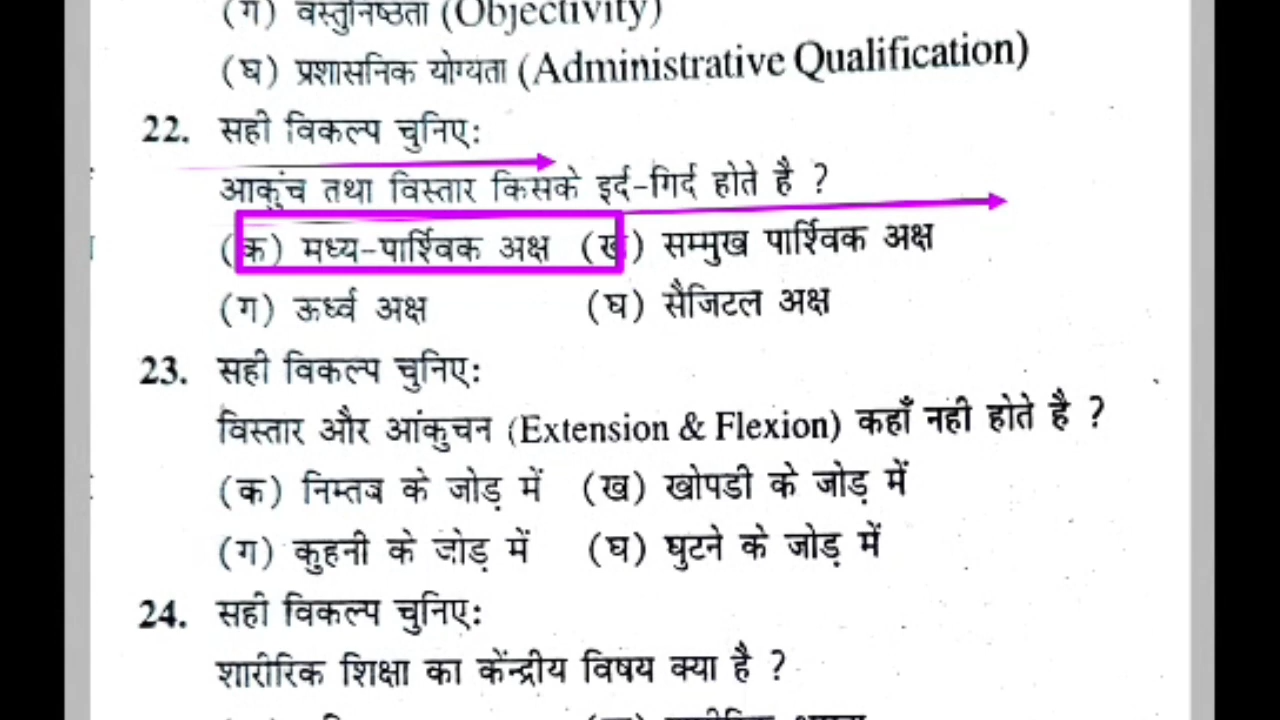 (ग) वस्तुनिष्ठता (Objectivity)
(घ) प्रशासनिक योग्यता (Administrative Qualification)
22. सही विकल्प चुनिए:
आकुंच तथा विस्तार किसके इर्द-गिर्द होते है ?
(क) मध्य-पार्श्विक अक्ष (ख) सम्मुख पार्श्विक अक्ष
(ग) ऊर्ध्व अक्ष (घ) सैजिटल अक्ष
23. सही विकल्प चुनिए:
विस्तार और आंकुचन (Extension & Flexion) कहाँ नही होते है ?
(क) निम्तब के जोड़ में (ख) खोपडी के जोड़ में
(ग) कुहनी के जोड़ में (घ) घुटने के जोड़ में
24. सही विकल्प चुनिए:
शारीरिक शिक्षा का केंन्द्रीय विषय क्या है ?